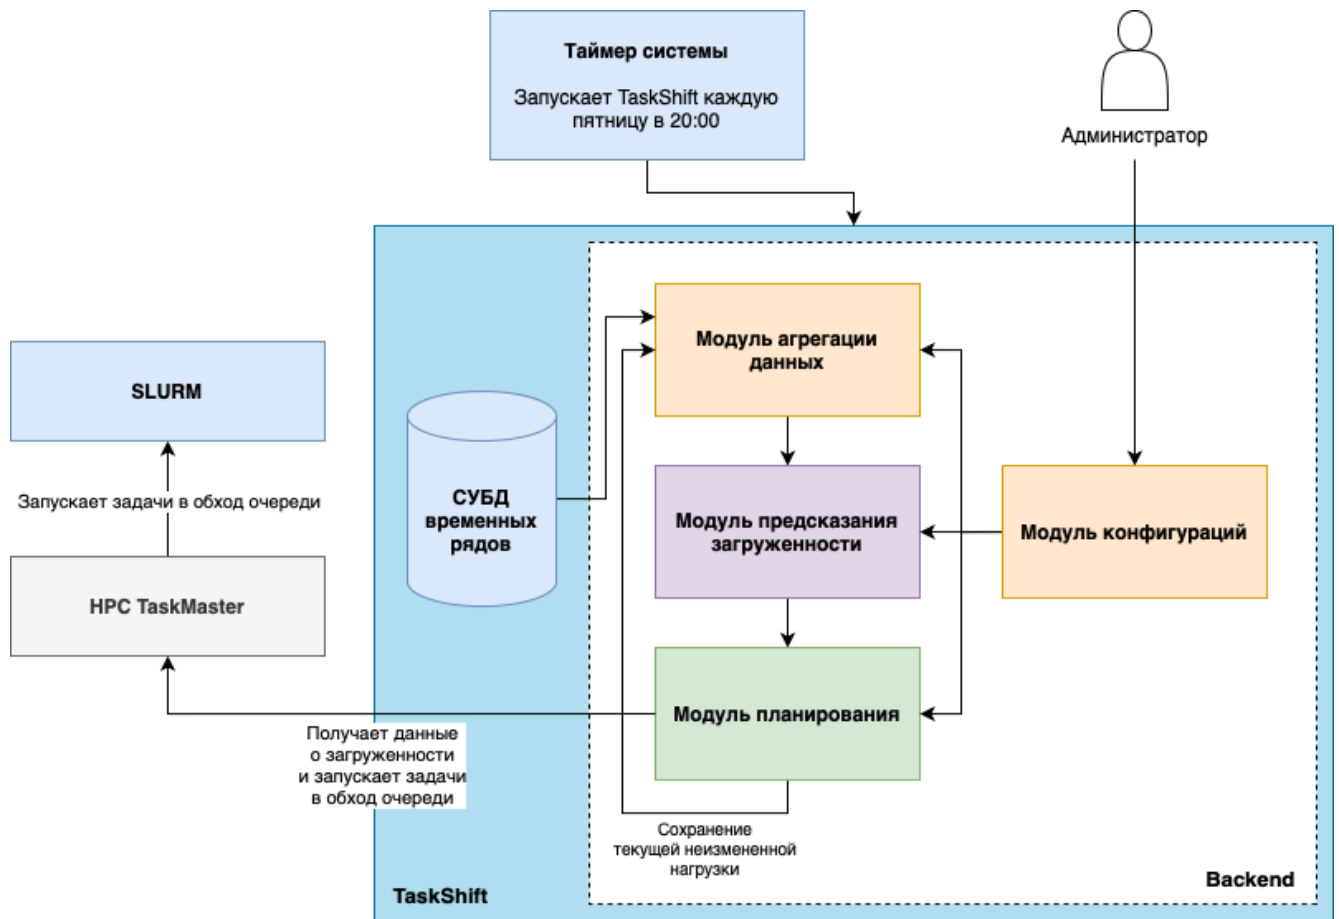 Таймер системы
Запускает TaskShift каждую
пятницу в 20:00
Администратор
Модуль агрегации
данных
SLURM
Запускает задачи в обход очереди
СУБД
временных
рядов
Модуль предсказания
загруженности
Модуль конфигураций
HPC TaskMaster
Модуль планирования
Получает данные
о загруженности
и запускает задачи
в обход очереди
Сохранение
текущей неизмененной
нагрузки
Backend
TaskShift